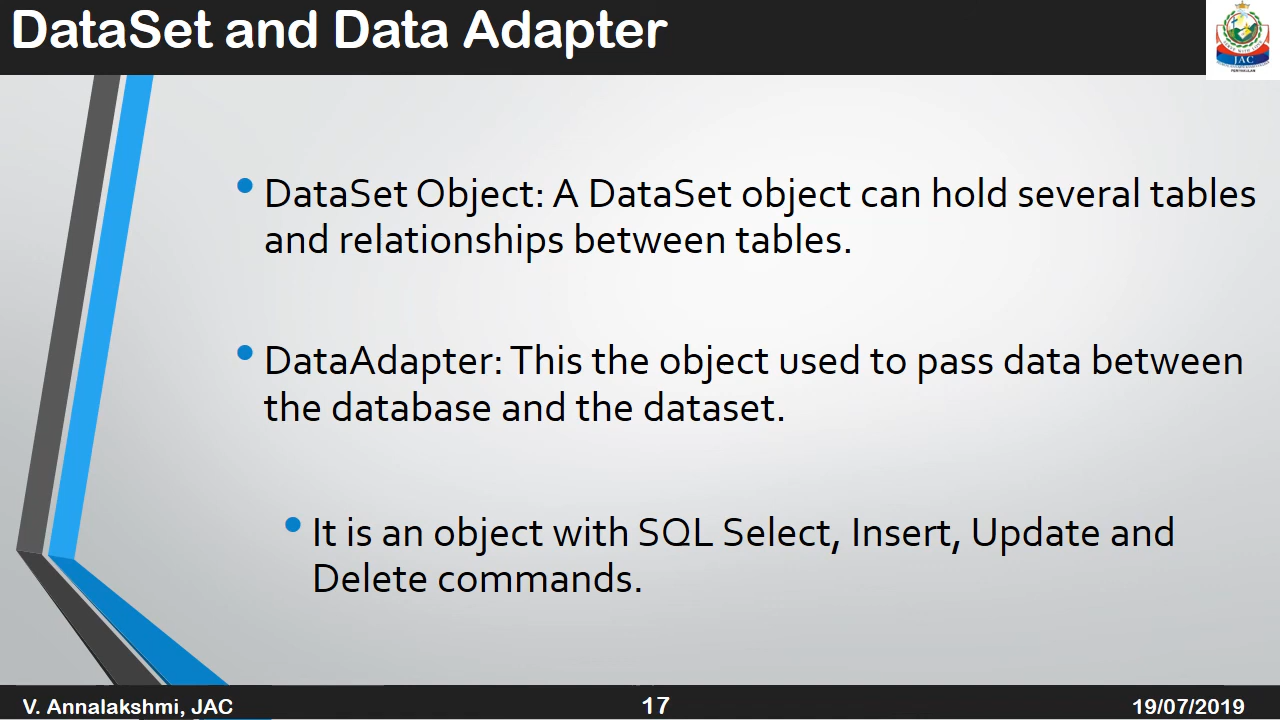 DataSet and Data Adapter
JAC
• DataSet Object: A DataSet object can hold several tables
and relationships between tables.
• DataAdapter: This the object used to pass data between
the database and the dataset.
• It is an object with SQL Select, Insert, Update and
Delete commands.
V. Annalakshmi, JAC
17
19/07/2019